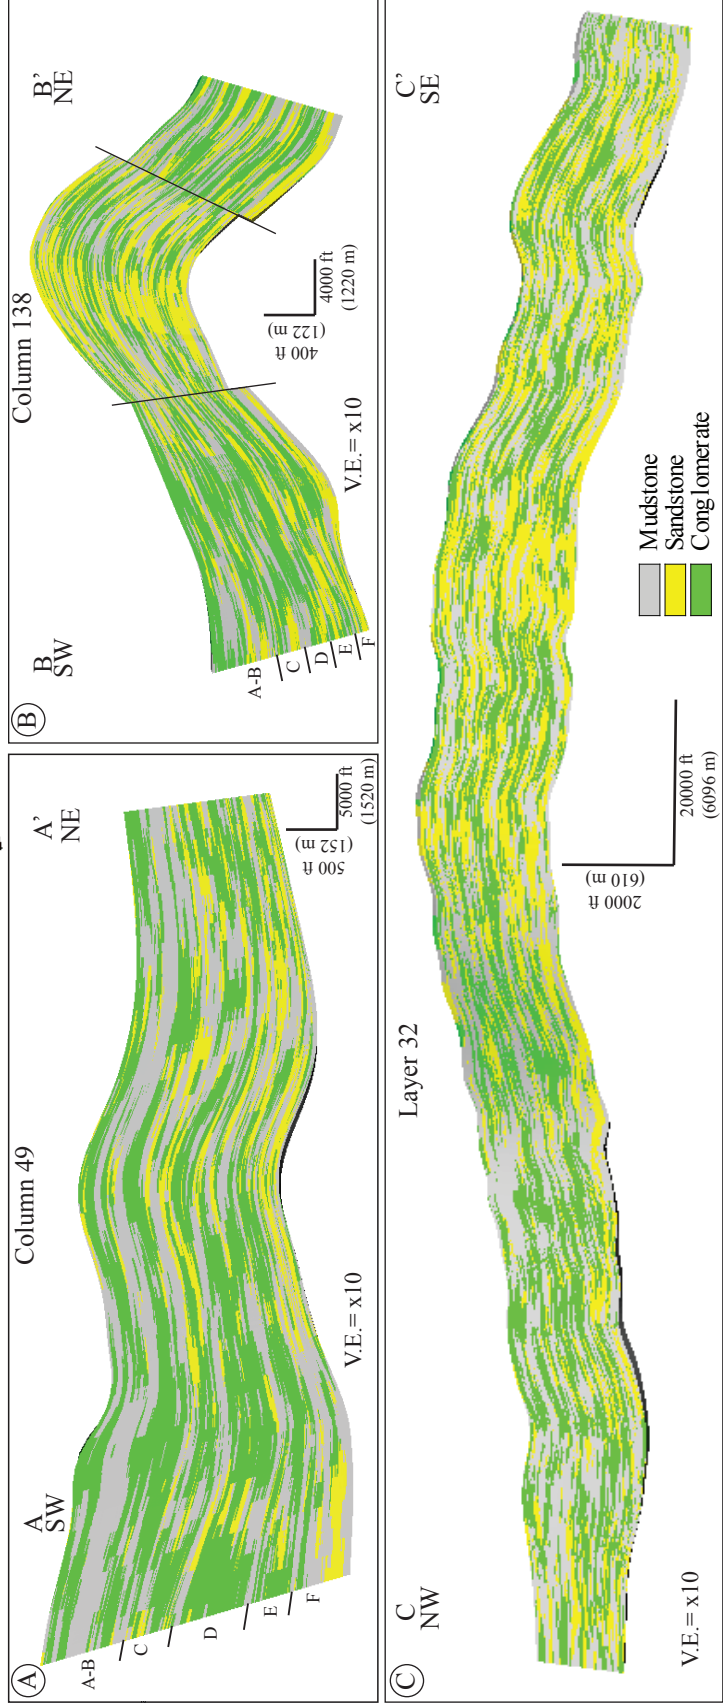 A
A
SW
Column 49
A'
NE
A-B
C
D
E
F
V.E.= x10
500 ft
(152 m)
5000 ft
(1520 m)
B
B
SW
Column 138
B'
NE
A-B
C
D
E
F
V.E.= x10
400 ft
(122 m)
4000 ft
(1220 m)
C
C
NW
Layer 32
C'
SE
V.E.= x10
2000 ft
(610 m)
20000 ft
(6096 m)
Mudstone
Sandstone
Conglomerate